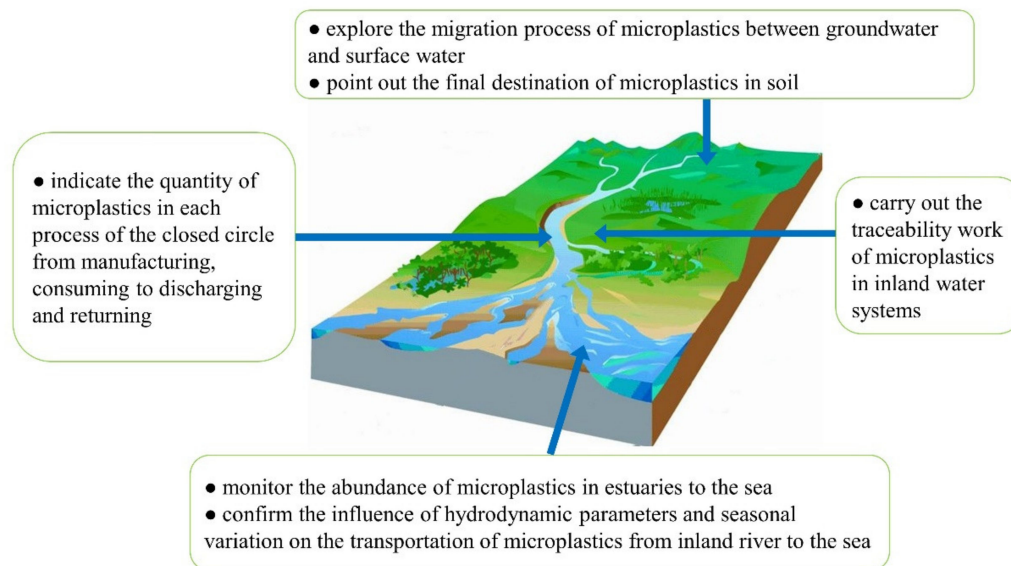 ● explore the migration process of microplastics between groundwater
and surface water
● point out the final destination of microplastics in soil
● indicate the quantity of
microplastics in each
process of the closed circle
from manufacturing,
consuming to discharging
and returning
● carry out the
traceability work
of microplastics
in inland water
systems
● monitor the abundance of microplastics in estuaries to the sea
● confirm the influence of hydrodynamic parameters and seasonal
variation on the transportation of microplastics from inland river to the sea